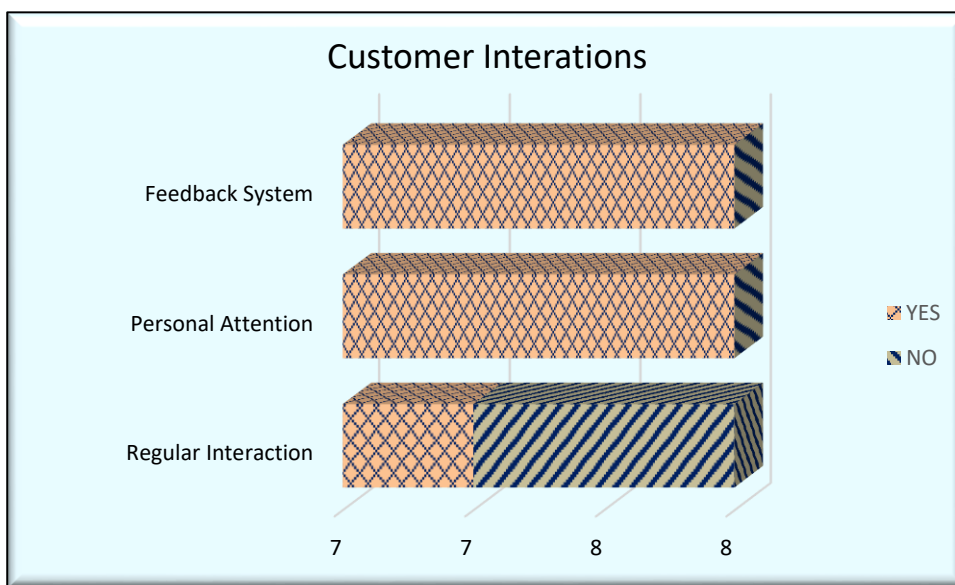 Customer Interations
Feedback System
Personal Attention
Regular Interaction
YES
NO
7 7 8 8